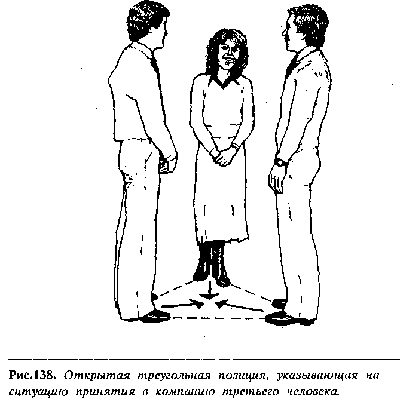 Рис.138. Открытая треугольная позиция, указывающая на
ситуацию принятия в компанию третьего человека.